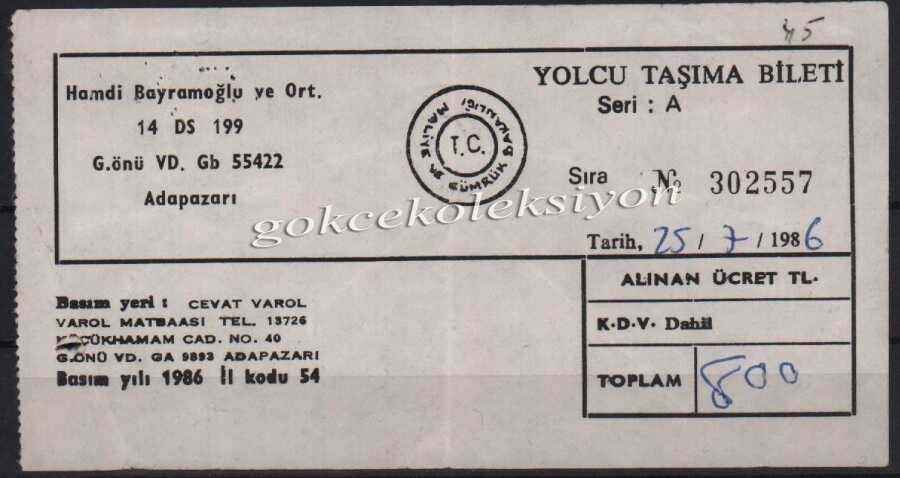 45
Hamdi Bayramoğlu ve Ort.
14 DS 199
G.önü VD. Gb 55422
Adapazarı
MALİYE VE GÜMRÜK BAKANLIĞI
T.C.
YOLCU TAŞIMA BİLETİ
Seri : A
Sıra № 302557
gokcekoleksiyon
Tarih, 25 / 7 / 1986
ALINAN ÜCRET TL.
K.D.V. Dahil
TOPLAM 800
Basım yeri : CEVAT VAROL
VAROL MATBAASI TEL. 13726
KÜÇÜKHAMAM CAD. NO. 40
G.ÖNÜ VD. GA 9893 ADAPAZARI
Basım yılı 1986 İl kodu 54